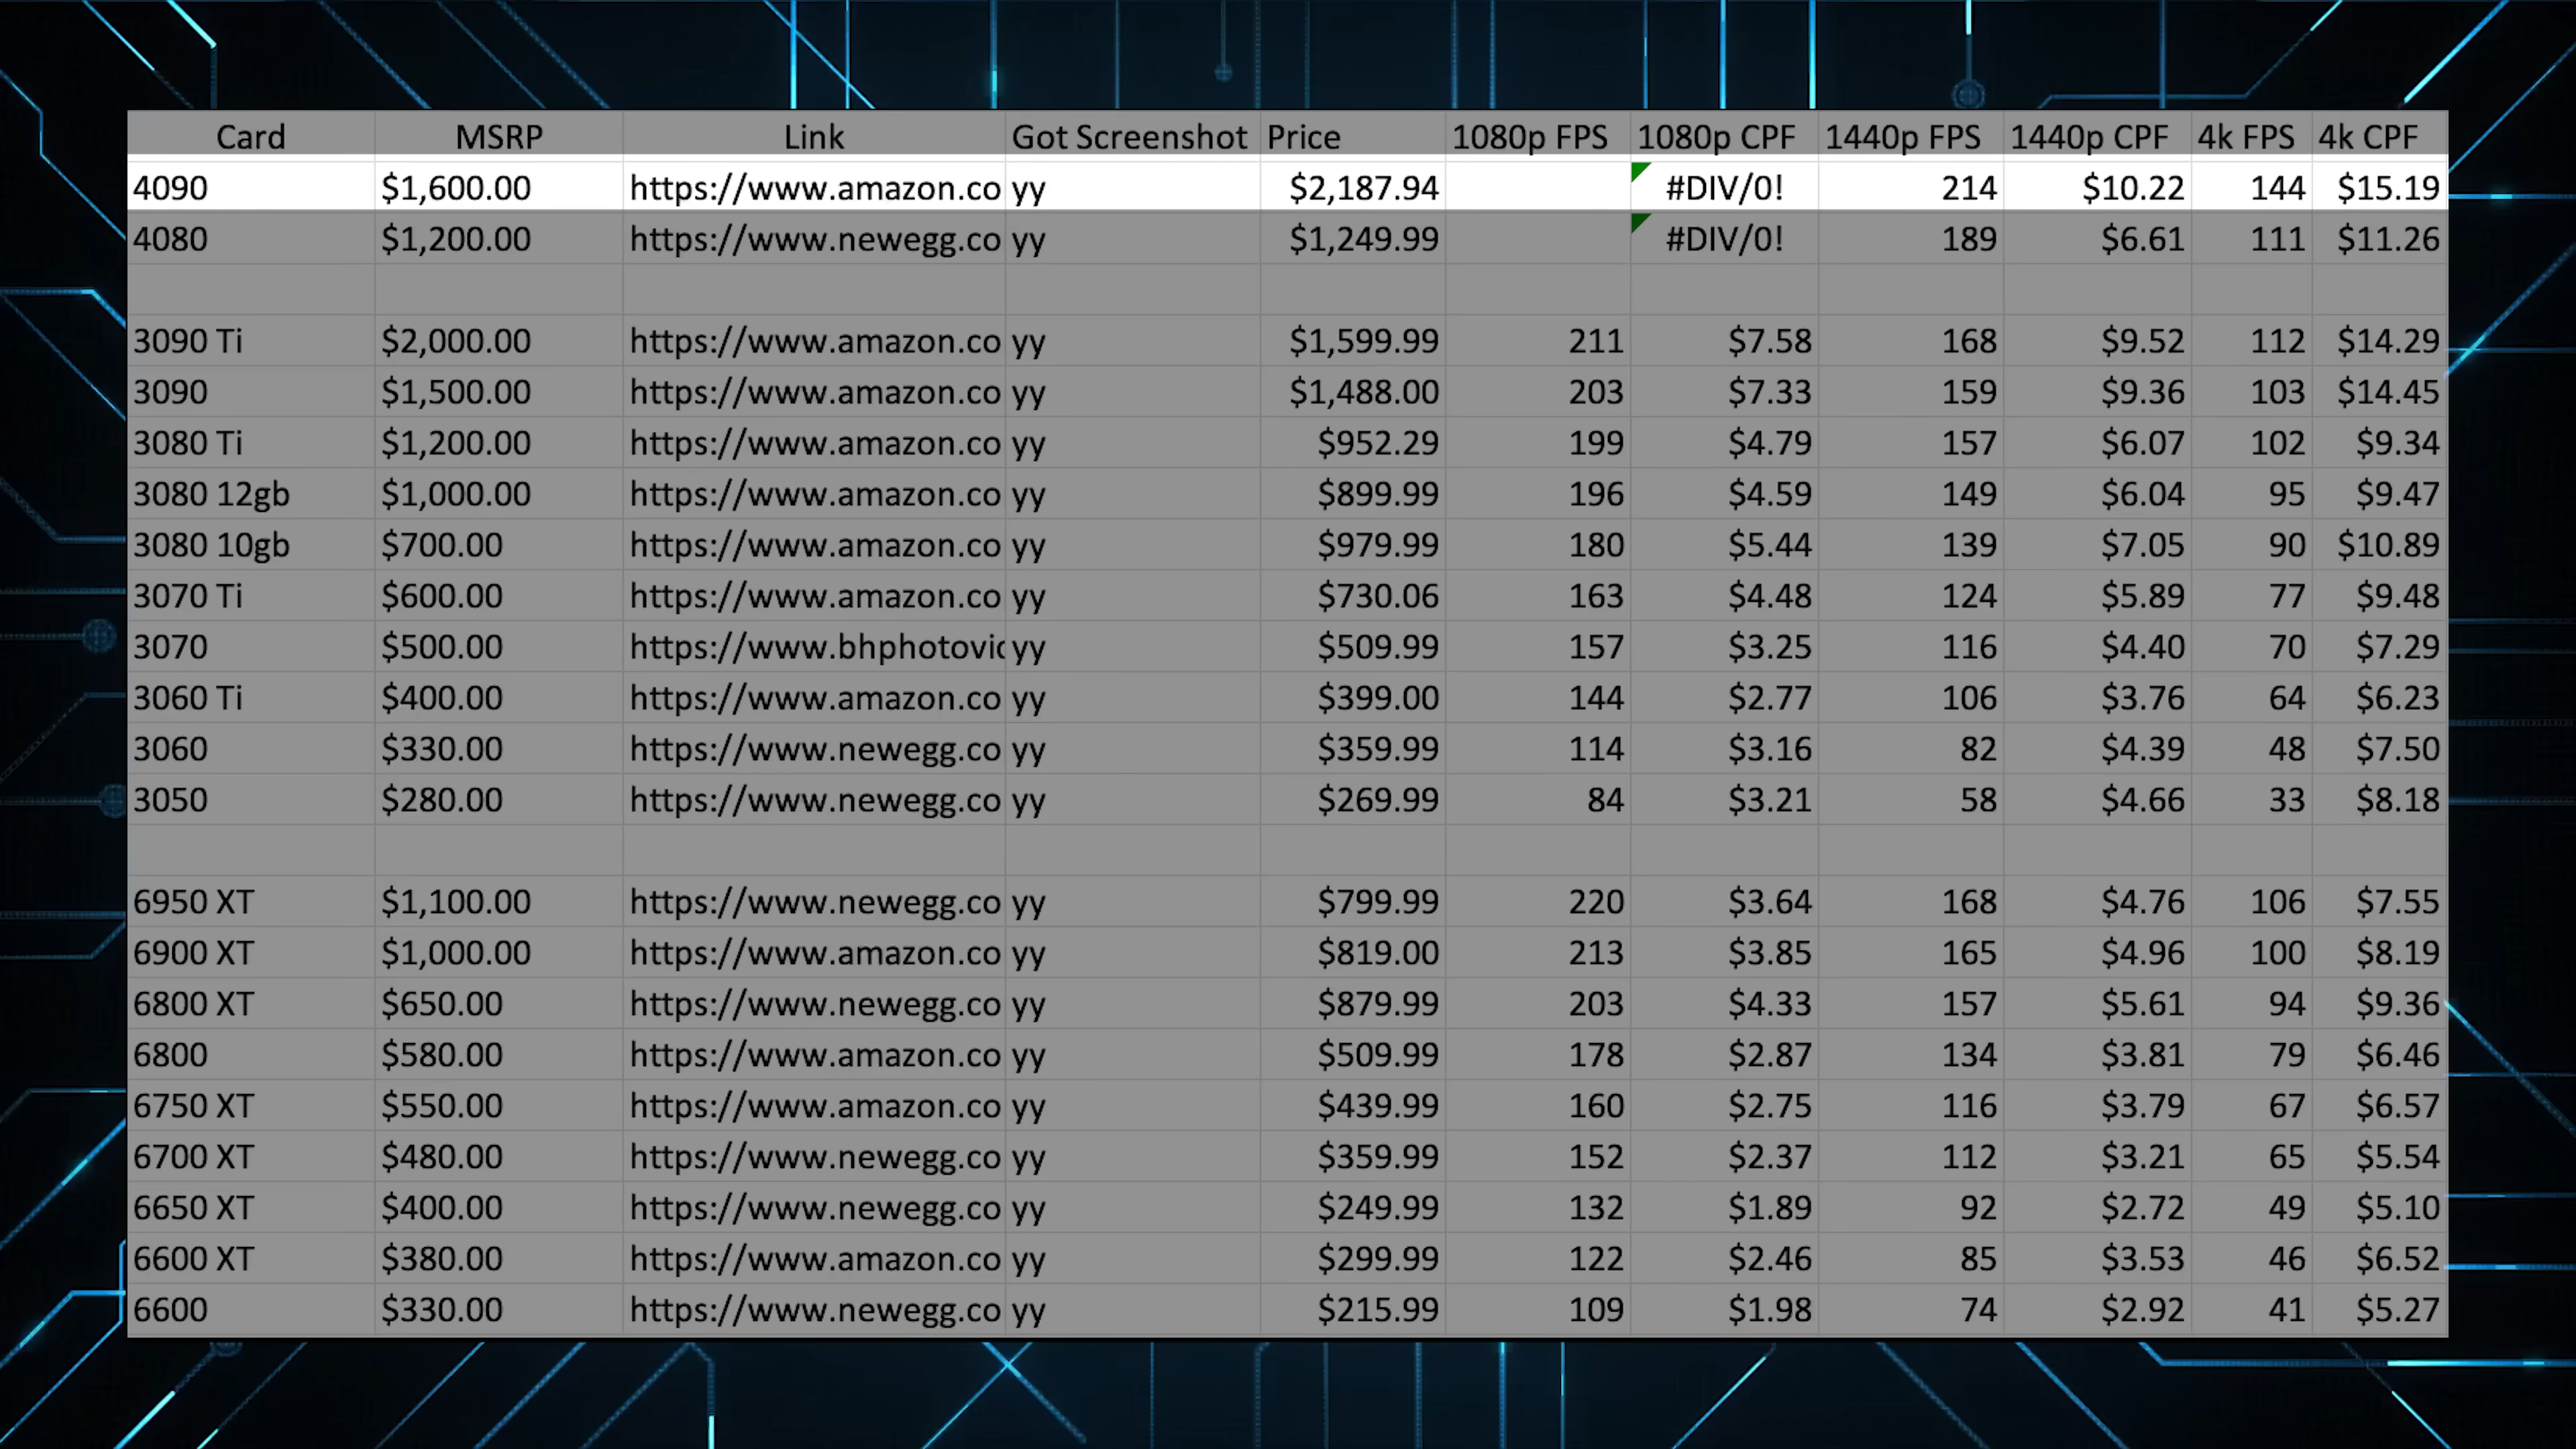 Card MSRP Link Got Screenshot Price 1080p FPS 1080p CPF 1440p FPS 1440p CPF 4k FPS 4k CPF
4090 $1,600.00 https://www.amazon.co yy $2,187.94 #DIV/0! 214 $10.22 144 $15.19
4080 $1,200.00 https://www.newegg.co yy $1,249.99 #DIV/0! 189 $6.61 111 $11.26
3090 Ti $2,000.00 https://www.amazon.co yy $1,599.99 211 $7.58 168 $9.52 112 $14.29
3090 $1,500.00 https://www.amazon.co yy $1,488.00 203 $7.33 159 $9.36 103 $14.45
3080 Ti $1,200.00 https://www.amazon.co yy $952.29 199 $4.79 157 $6.07 102 $9.34
3080 12gb $1,000.00 https://www.amazon.co yy $899.99 196 $4.59 149 $6.04 95 $9.47
3080 10gb $700.00 https://www.amazon.co yy $979.99 180 $5.44 139 $7.05 90 $10.89
3070 Ti $600.00 https://www.amazon.co yy $730.06 163 $4.48 124 $5.89 77 $9.48
3070 $500.00 https://www.bhphotovic yy $509.99 157 $3.25 116 $4.40 70 $7.29
3060 Ti $400.00 https://www.amazon.co yy $399.00 144 $2.77 106 $3.76 64 $6.23
3060 $330.00 https://www.newegg.co yy $359.99 114 $3.16 82 $4.39 48 $7.50
3050 $280.00 https://www.newegg.co yy $269.99 84 $3.21 58 $4.66 33 $8.18
6950 XT $1,100.00 https://www.newegg.co yy $799.99 220 $3.64 168 $4.76 106 $7.55
6900 XT $1,000.00 https://www.amazon.co yy $819.00 213 $3.85 165 $4.96 100 $8.19
6800 XT $650.00 https://www.newegg.co yy $879.99 203 $4.33 157 $5.61 94 $9.36
6800 $580.00 https://www.amazon.co yy $509.99 178 $2.87 134 $3.81 79 $6.46
6750 XT $550.00 https://www.amazon.co yy $439.99 160 $2.75 116 $3.79 67 $6.57
6700 XT $480.00 https://www.newegg.co yy $359.99 152 $2.37 112 $3.21 65 $5.54
6650 XT $400.00 https://www.newegg.co yy $249.99 132 $1.89 92 $2.72 49 $5.10
6600 XT $380.00 https://www.amazon.co yy $299.99 122 $2.46 85 $3.53 46 $6.52
6600 $330.00 https://www.newegg.co yy $215.99 109 $1.98 74 $2.92 41 $5.27